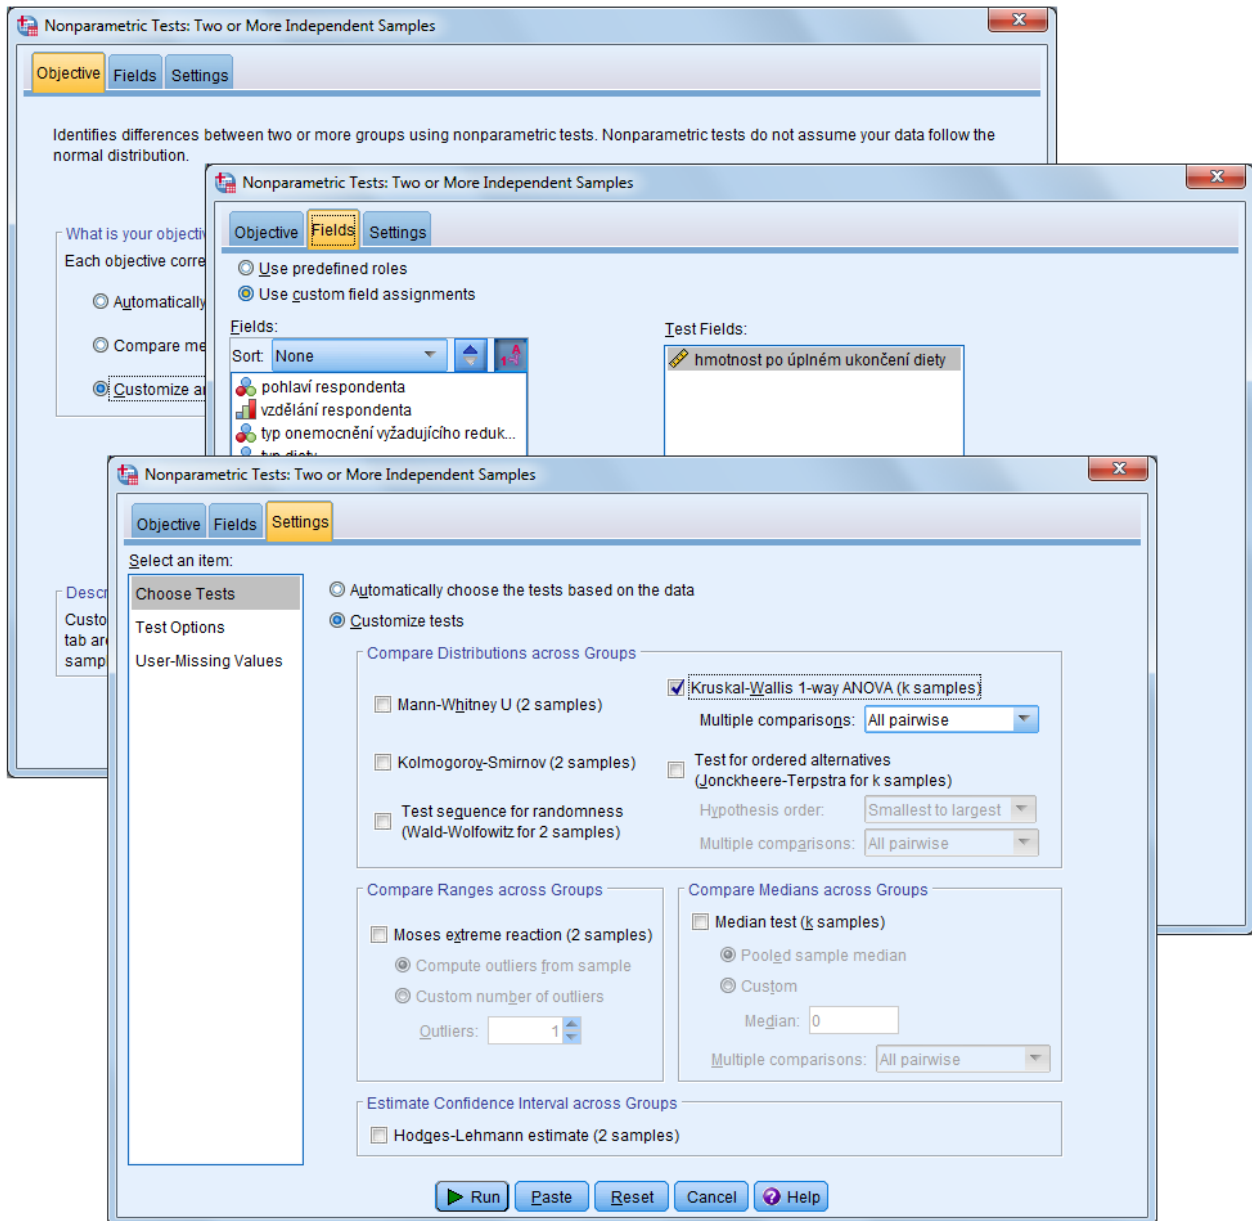 Nonparametric Tests: Two or More Independent Samples
Objective Fields Settings
Identifies differences between two or more groups using nonparametric tests. Nonparametric tests do not assume your data follow the
normal distribution.
What is your objecti
Each objective corre
Automatically
Compare me
Customize a
Descr
Custo
tab are
sampl
Nonparametric Tests: Two or More Independent Samples
Objective Fields Settings
Use predefined roles
Use custom field assignments
Fields:
Sort: None
pohlaví respondenta
vzdělání respondenta
typ onemocnění vyžadujícího reduk...
typ diety
Test Fields:
hmotnost po úplném ukončení diety
Nonparametric Tests: Two or More Independent Samples
Objective Fields Settings
Select an item:
Choose Tests
Test Options
User-Missing Values
Automatically choose the tests based on the data
Customize tests
Compare Distributions across Groups
Mann-Whitney U (2 samples)
Kolmogorov-Smirnov (2 samples)
Test sequence for randomness
(Wald-Wolfowitz for 2 samples)
Kruskal-Wallis 1-way ANOVA (k samples)
Multiple comparisons: All pairwise
Test for ordered alternatives
(Jonckheere-Terpstra for k samples)
Hypothesis order: Smallest to largest
Multiple comparisons: All pairwise
Compare Ranges across Groups
Moses extreme reaction (2 samples)
Compute outliers from sample
Custom number of outliers
Outliers: 1
Compare Medians across Groups
Median test (k samples)
Pooled sample median
Custom
Median: 0
Multiple comparisons: All pairwise
Estimate Confidence Interval across Groups
Hodges-Lehmann estimate (2 samples)
Run Paste Reset Cancel Help